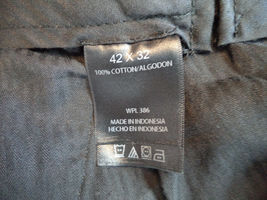 42 X 32
100% COTTON/ALGODON
WPL 386
MADE IN INDONESIA
HECHO EN INDONESIA